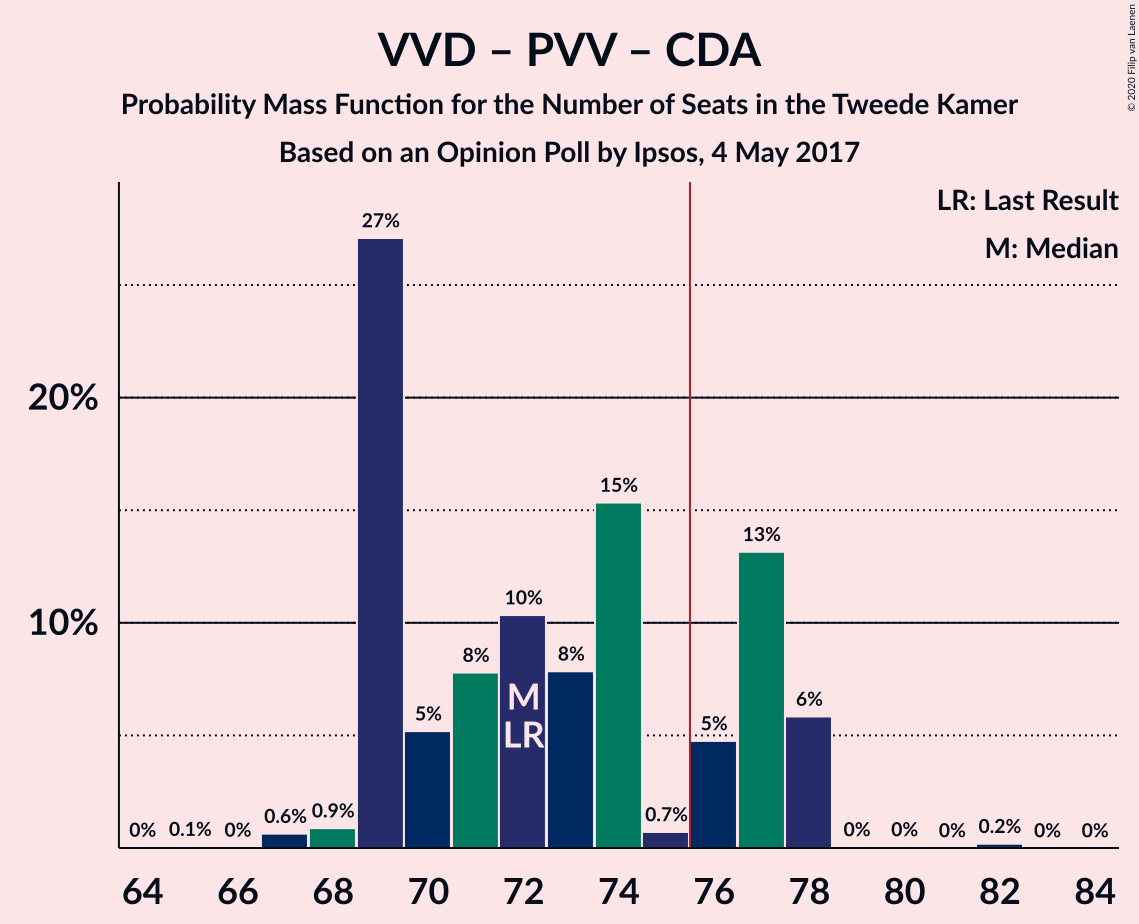 VVD – PVV – CDA
Probability Mass Function for the Number of Seats in the Tweede Kamer
Based on an Opinion Poll by Ipsos, 4 May 2017
© 2020 Filip van Laenen
LR: Last Result
M: Median
20%
10%
0%
0.1%
0%
0.6%
0.9%
27%
5%
8%
10%
8%
15%
0.7%
5%
13%
6%
0%
0%
0%
0.2%
0%
0%
M
LR
64 66 68 70 72 74 76 78 80 82 84